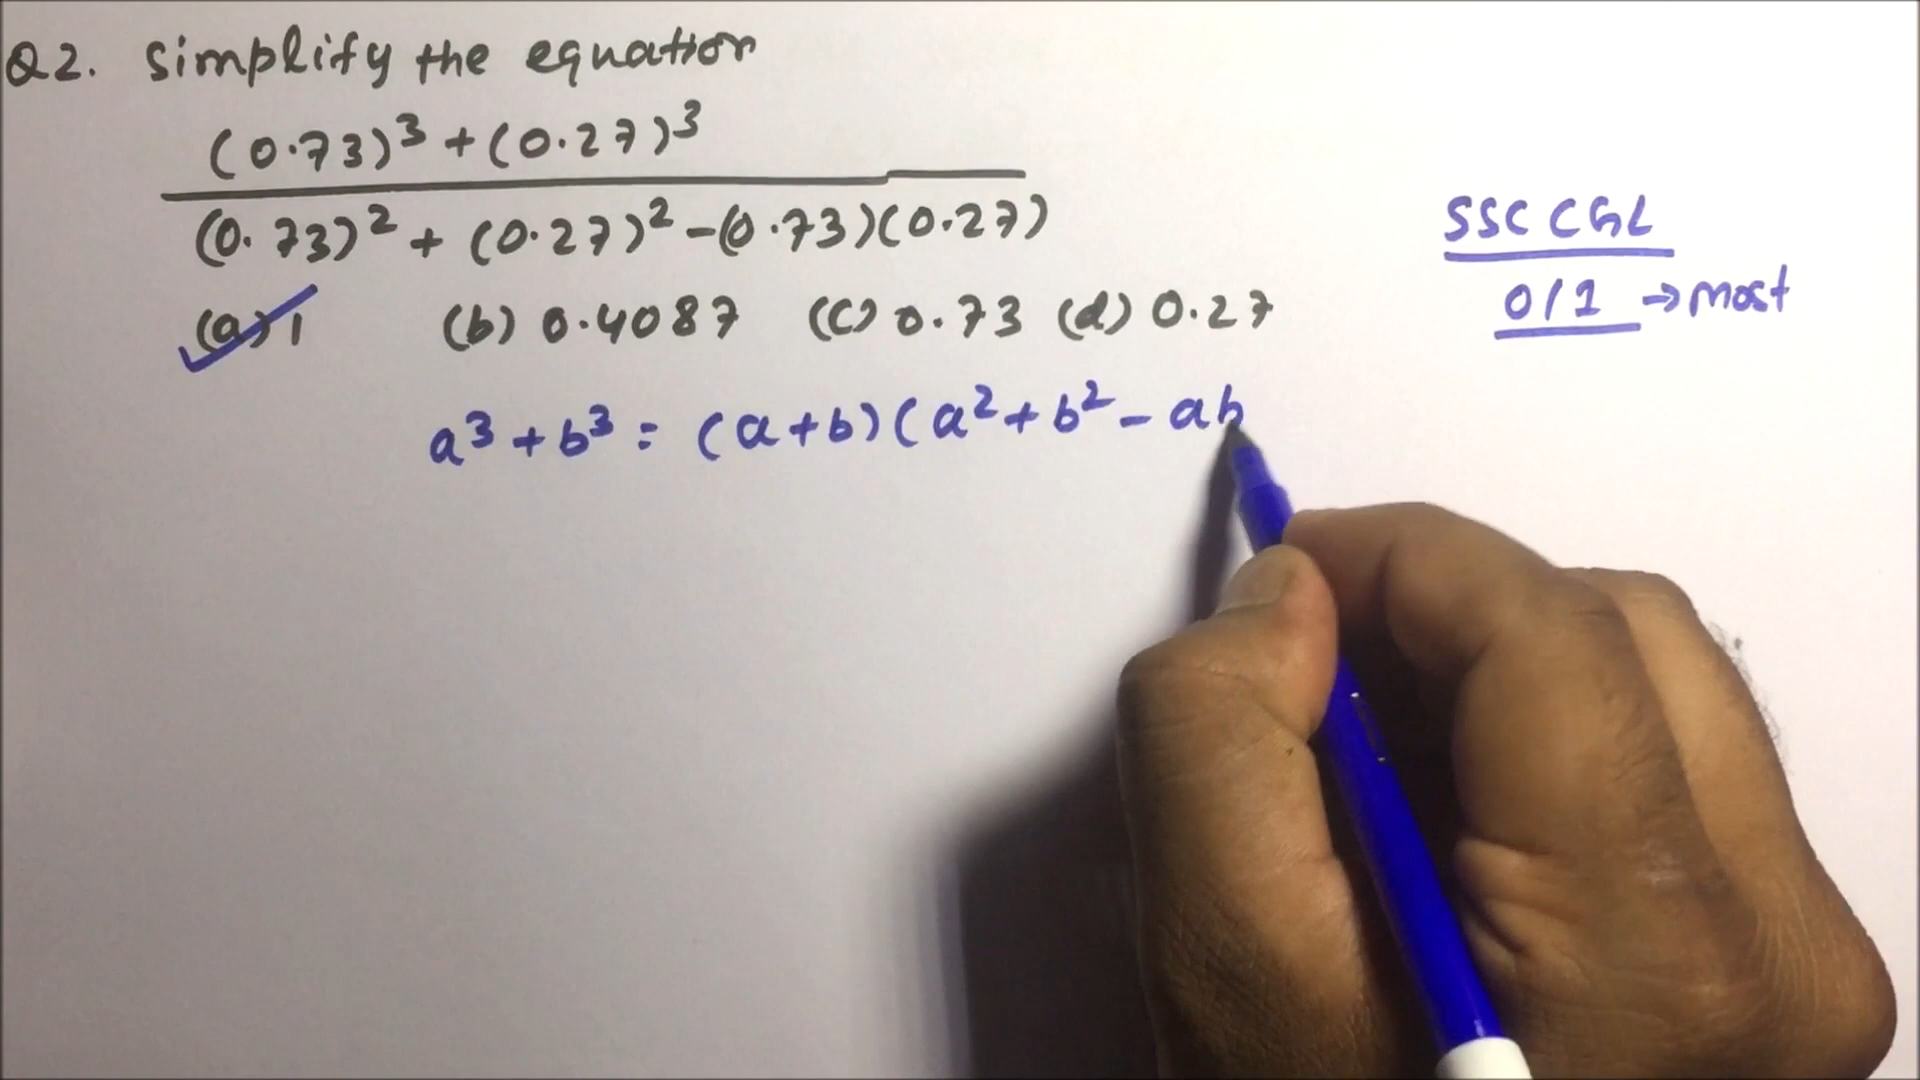 Q2. Simplify the equation
(0.73)³ + (0.27)³
(0.73)² + (0.27)² - (0.73)(0.27)
(a) 1 (b) 0.4087 (c) 0.73 (d) 0.27
SSC CGL
0/1 → most
a³ + b³ = (a+b)(a² + b² - ab